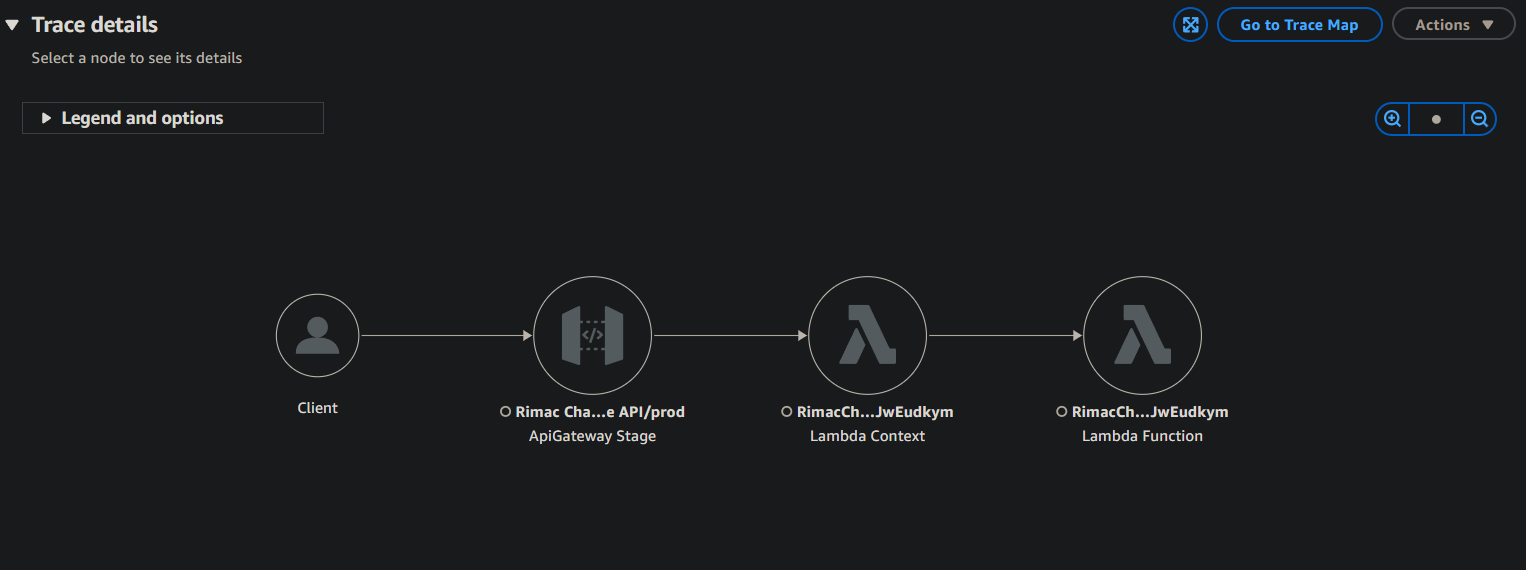 Trace details
Go to Trace Map
Actions
Select a node to see its details
Legend and options
</>
Client
Rimac Cha...e API/prod
ApiGateway Stage
RimacCh...JwEudkym
Lambda Context
RimacCh...JwEudkym
Lambda Function